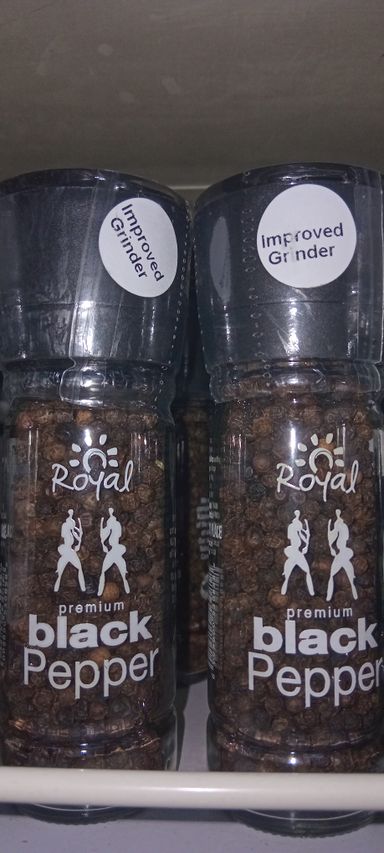 Improved
Grinder
Royal
premium
black
Pepper
Improved
Grinder
Royal
premium
black
Pepper